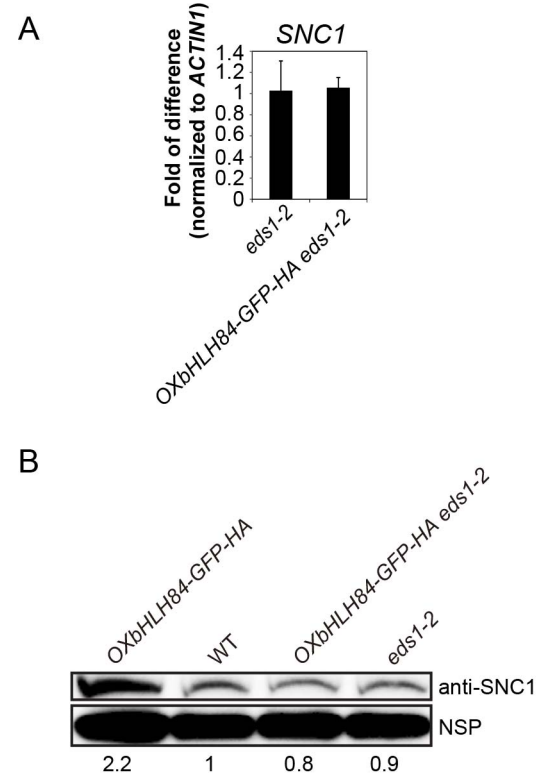 A
SNC1
Fold of difference
(normalized to ACTIN1)
1.4
1.2
1
0.8
0.6
0.4
0.2
0
eds1-2
OXbHLH84-GFP-HA eds1-2
B
OXbHLH84-GFP-HA
WT
OXbHLH84-GFP-HA eds1-2
eds1-2
anti-SNC1
NSP
2.2 1 0.8 0.9